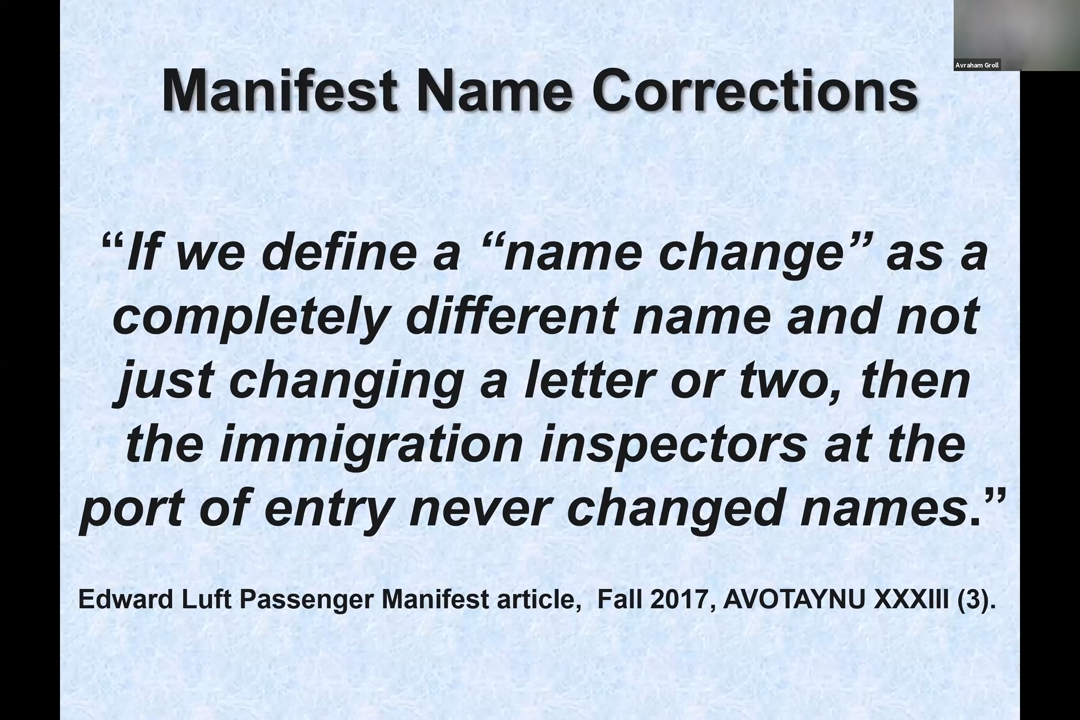 Avraham Groll
Manifest Name Corrections
“If we define a “name change” as a
completely different name and not
just changing a letter or two, then
the immigration inspectors at the
port of entry never changed names.”
Edward Luft Passenger Manifest article,  Fall 2017, AVOTAYNU XXXIII (3).